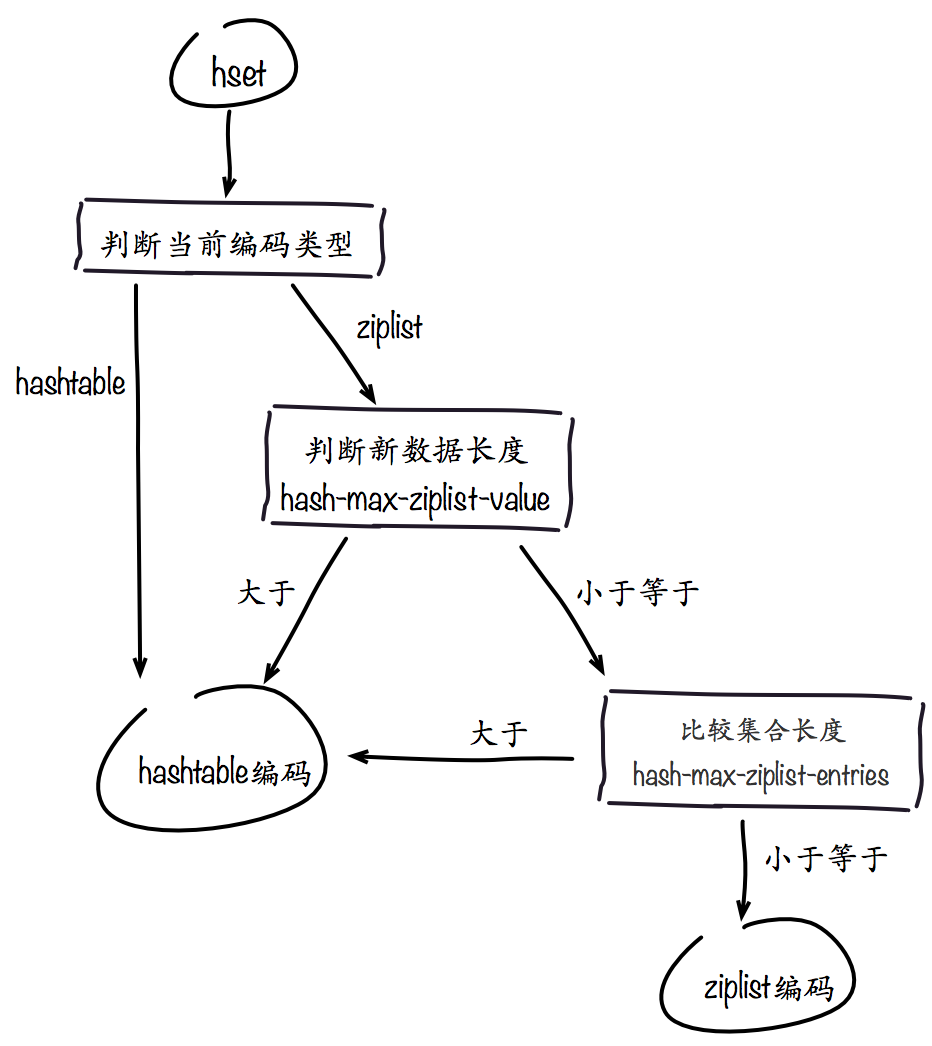 hset
判断当前编码类型
ziplist
hashtable
判断新数据长度
hash-max-ziplist-value
大于
小于等于
比较集合长度
hash-max-ziplist-entries
大于
hashtable编码
小于等于
ziplist编码